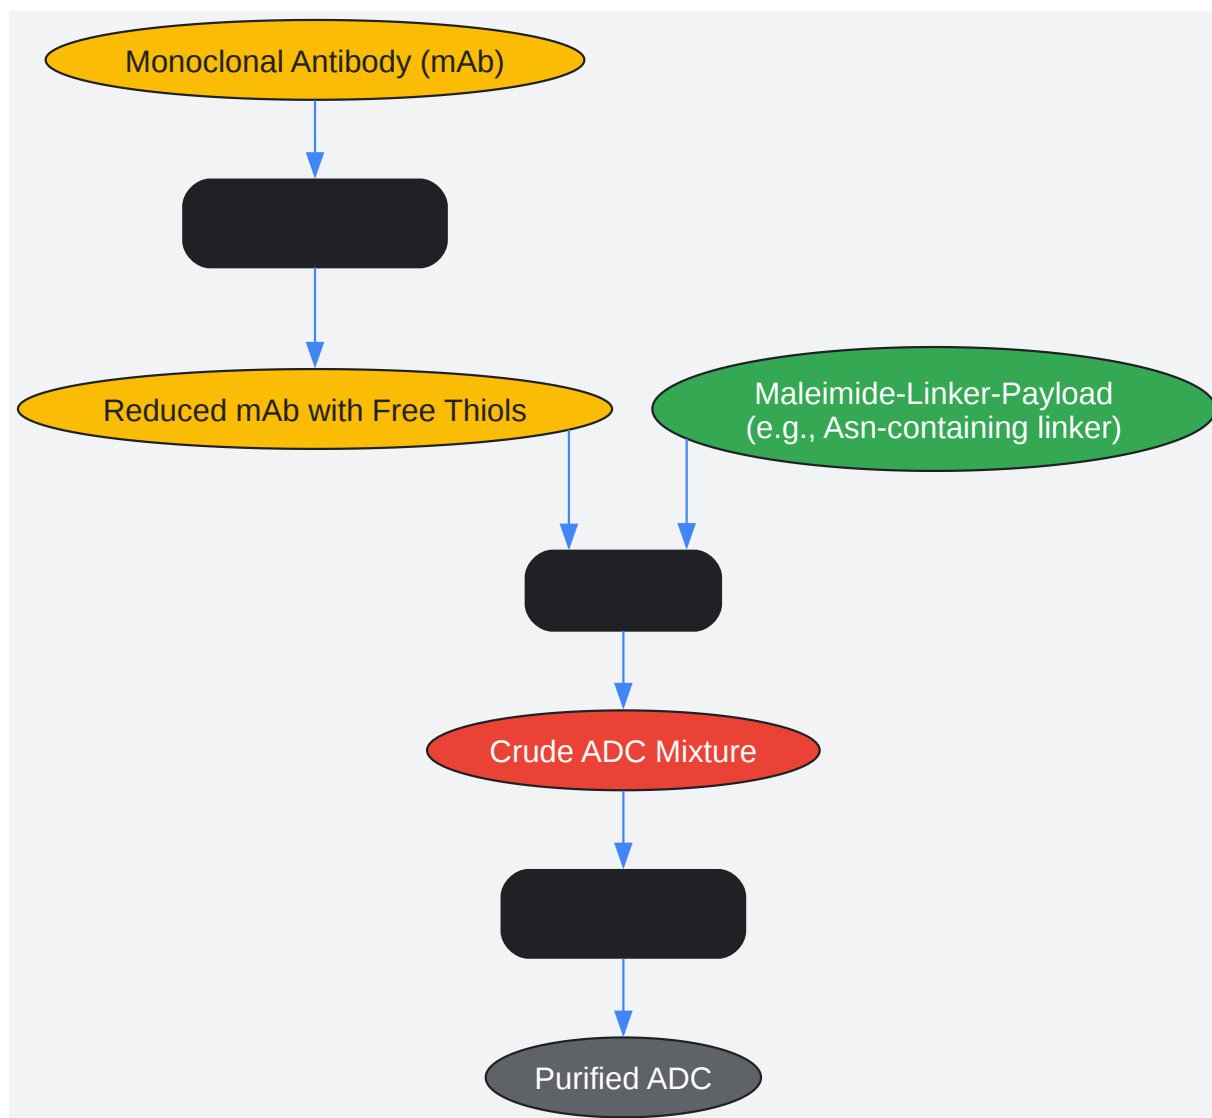 Monoclonal Antibody (mAb)
Reduced mAb with Free Thiols
Maleimide-Linker-Payload
(e.g., Asn-containing linker)
Crude ADC Mixture
Purified ADC